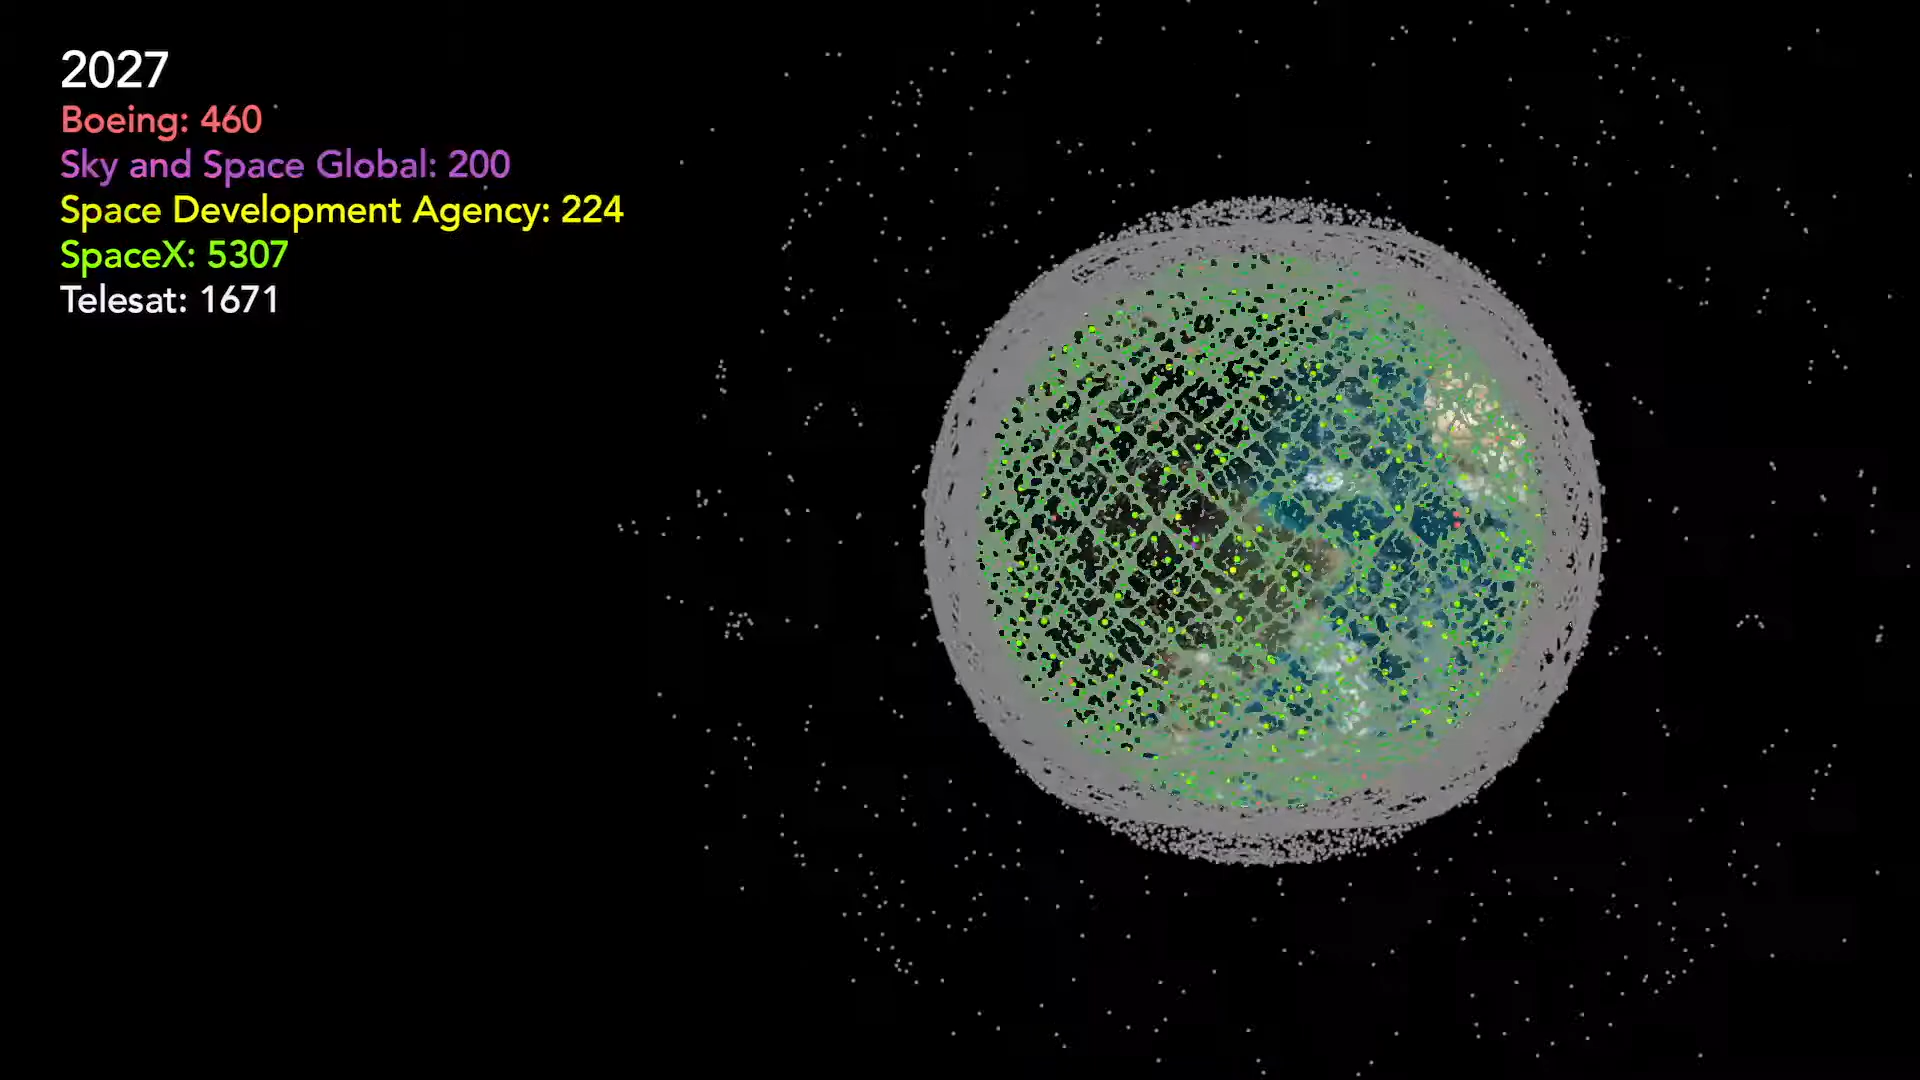 2027
Boeing: 460
Sky and Space Global: 200
Space Development Agency: 224
SpaceX: 5307
Telesat: 1671